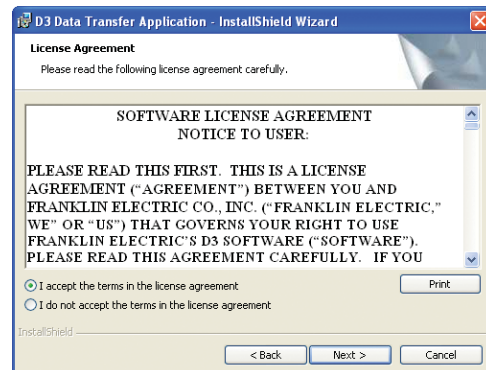 D3 Data Transfer Application - InstallShield Wizard
License Agreement
Please read the following license agreement carefully.
SOFTWARE LICENSE AGREEMENT
NOTICE TO USER:
PLEASE READ THIS FIRST. THIS IS A LICENSE
AGREEMENT (“AGREEMENT”) BETWEEN YOU AND
FRANKLIN ELECTRIC CO., INC. (“FRANKLIN ELECTRIC,”
WE” OR “US”) THAT GOVERNS YOUR RIGHT TO USE
FRANKLIN ELECTRIC’S D3 SOFTWARE (“SOFTWARE”).
PLEASE READ THIS AGREEMENT CAREFULLY. IF YOU
I accept the terms in the license agreement
Print
I do not accept the terms in the license agreement
InstallShield
< Back Next > Cancel